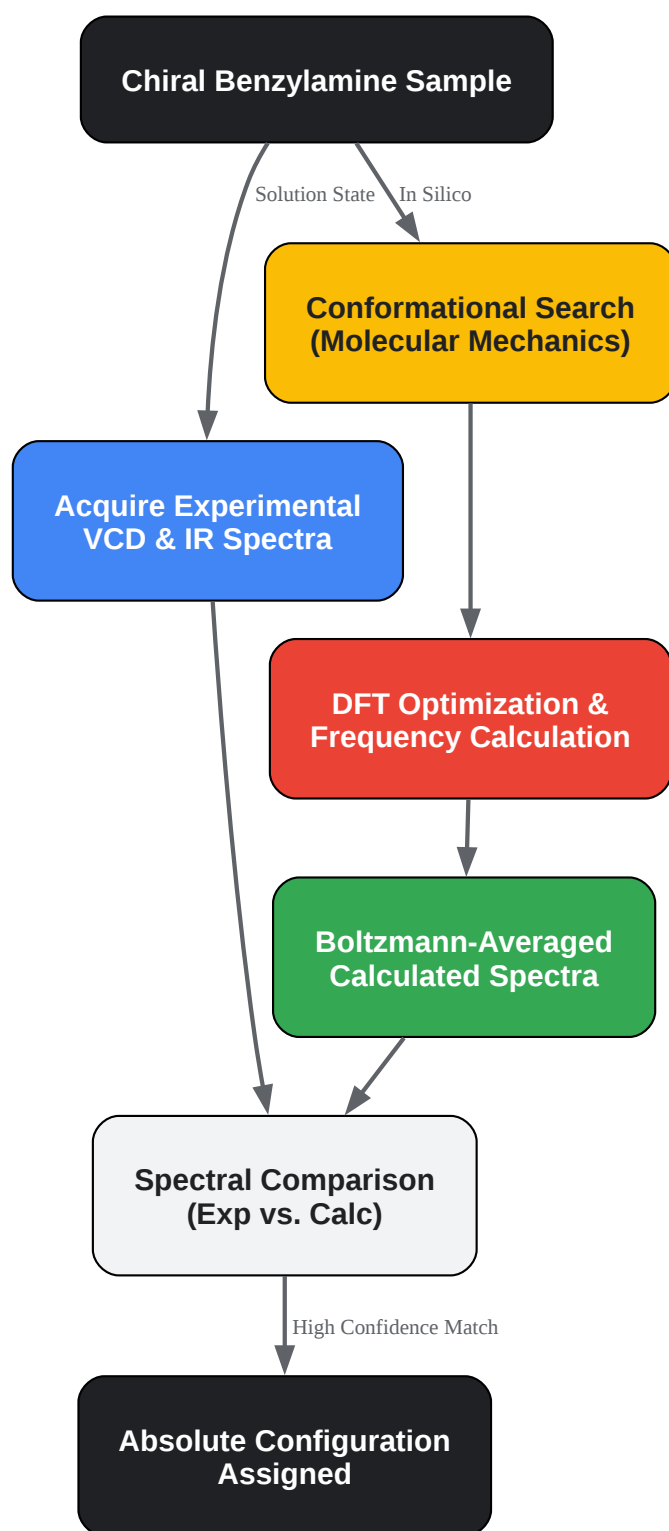 Chiral Benzylamine Sample
Solution State
In Silico
Conformational Search
(Molecular Mechanics)
Acquire Experimental
VCD & IR Spectra
DFT Optimization &
Frequency Calculation
Boltzmann-Averaged
Calculated Spectra
Spectral Comparison
(Exp vs. Calc)
High Confidence Match
Absolute Configuration
Assigned